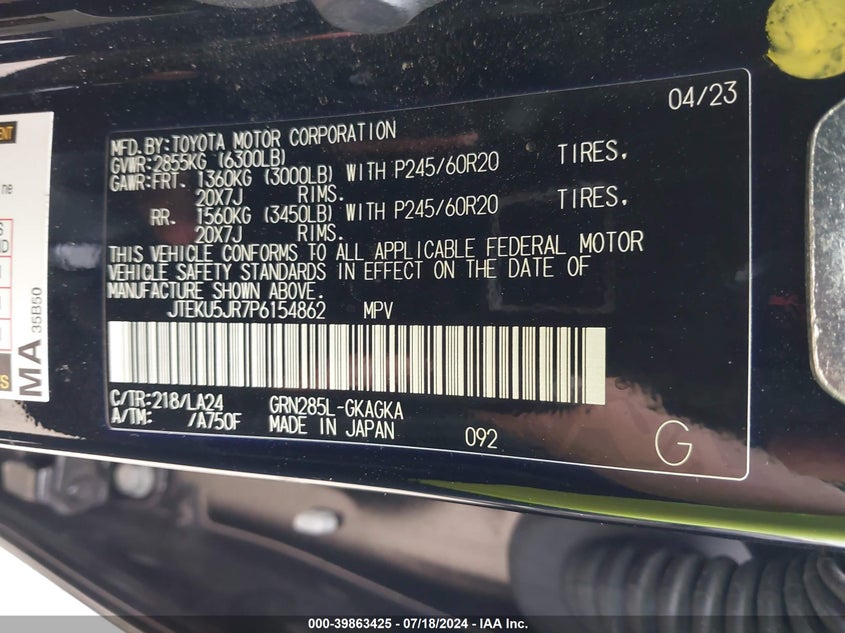 04/23
MFD.BY:TOYOTA MOTOR CORPORATION
GVWR:2855KG (6300LB)
GAWR:FRT. 1360KG (3000LB) WITH P245/60R20 TIRES,
20X7J RIMS.
RR. 1560KG (3450LB) WITH P245/60R20 TIRES,
20X7J RIMS.
THIS VEHICLE CONFORMS TO ALL APPLICABLE FEDERAL MOTOR
VEHICLE SAFETY STANDARDS IN EFFECT ON THE DATE OF
MANUFACTURE SHOWN ABOVE.
JTEKU5JR7P6154862 MPV
C/TR:218/LA24 GRN285L-GKAGKA
A/TM: /A750F MADE IN JAPAN 092
G
MA
35B50
000-39863425 - 07/18/2024 - IAA Inc.